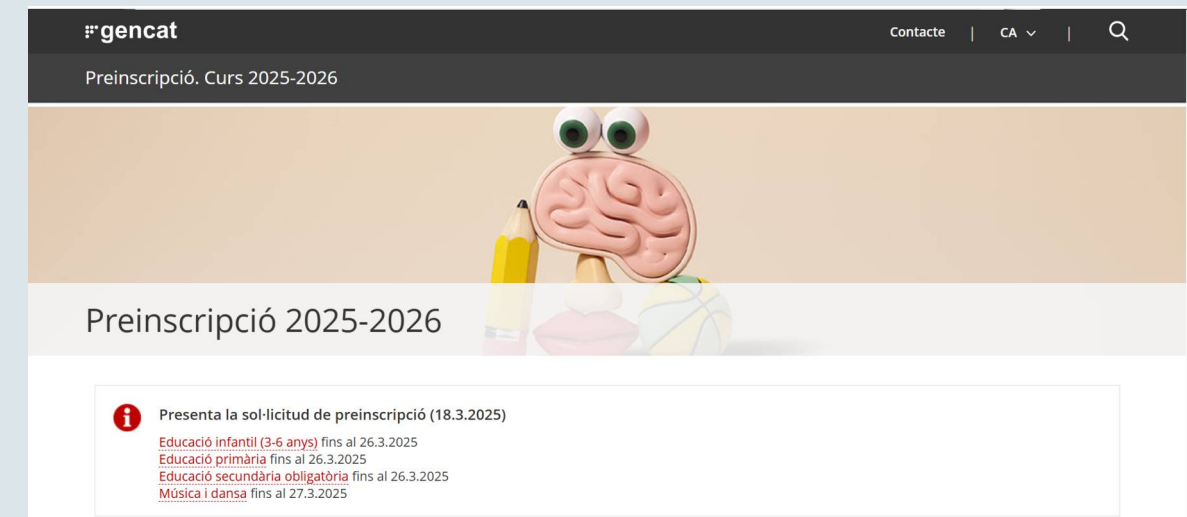 gencat
Contacte | CA |
Preinscripció. Curs 2025-2026
Preinscripció 2025-2026
Presenta la sol·licitud de preinscripció (18.3.2025)
Educació infantil (3-6 anys) fins al 26.3.2025
Educació primària fins al 26.3.2025
Educació secundària obligatòria fins al 26.3.2025
Música i dansa fins al 27.3.2025